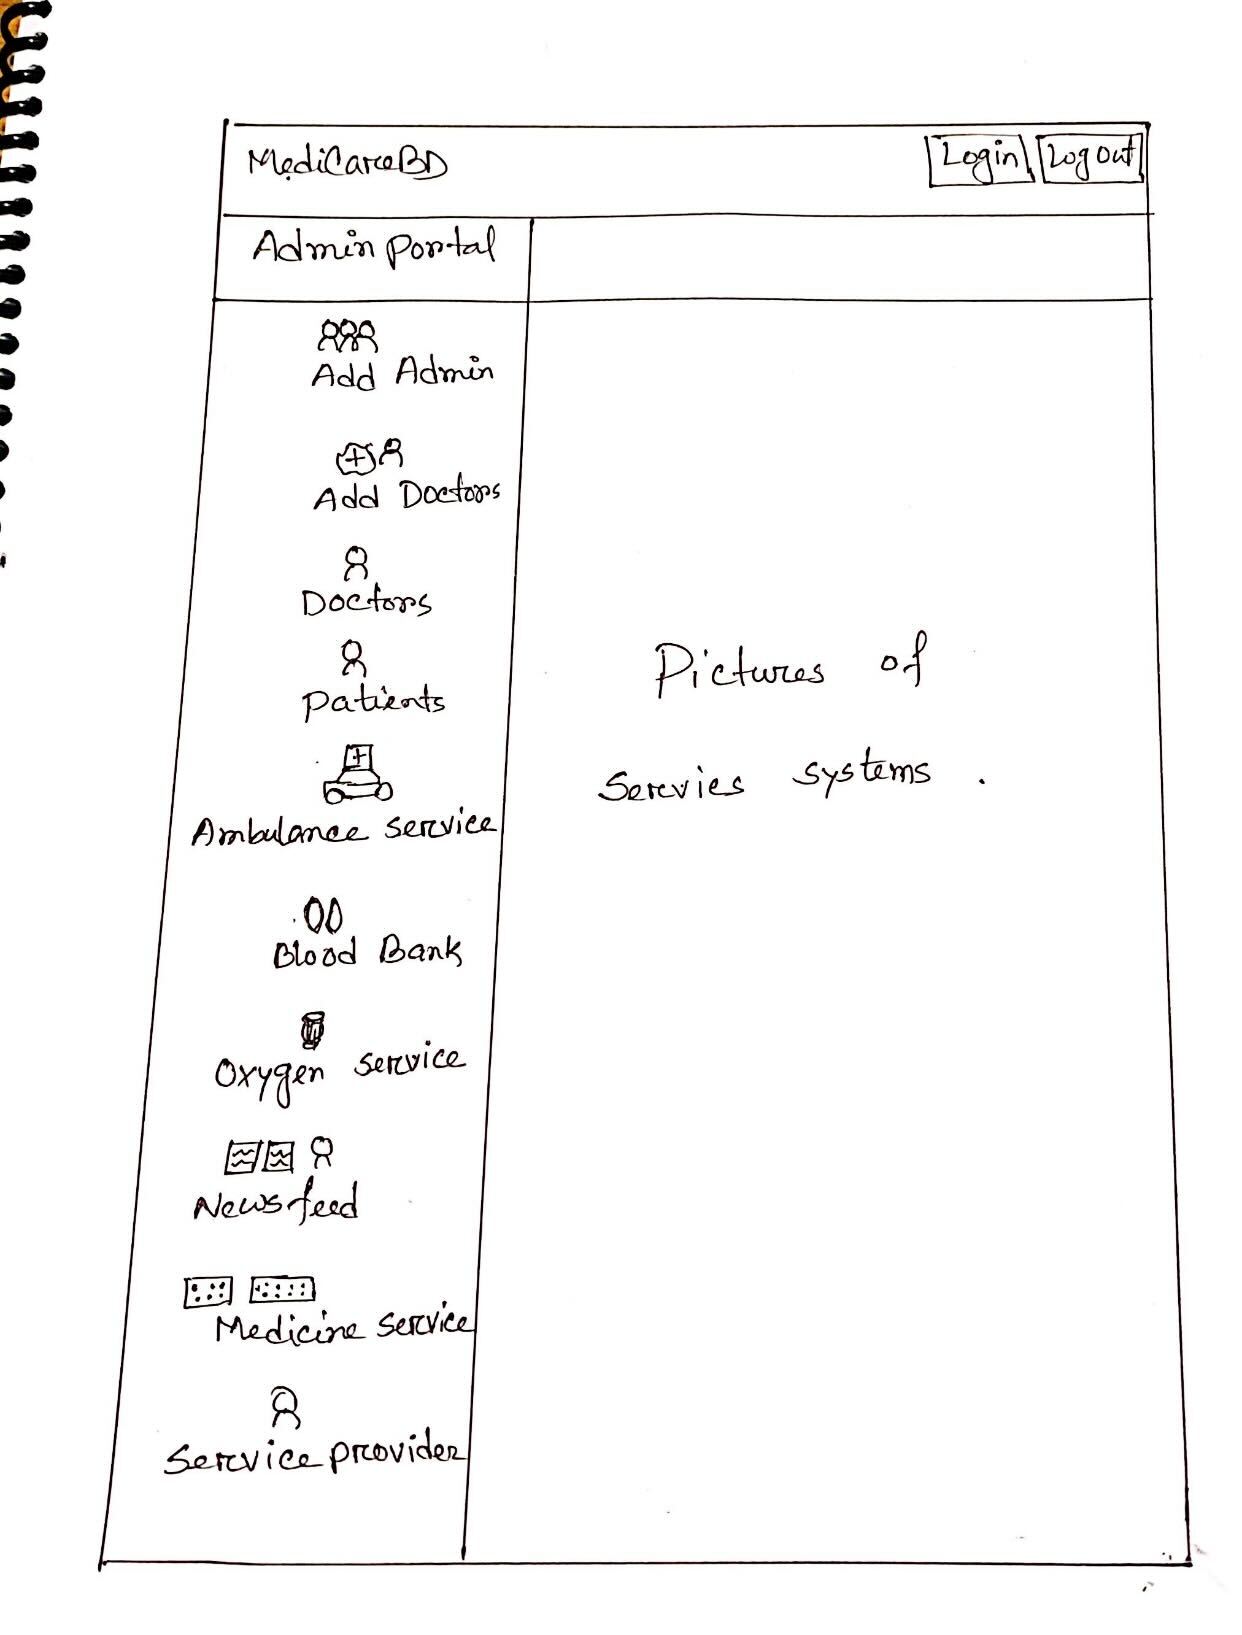 MediCareBD
Login
Log out
Admin portal
Add Admin
Add Doctors
Doctors
Patients
Ambulance service
Blood Bank
Oxygen service
Newsfeed
Medicine service
Service provider
Pictures of
Servies systems.